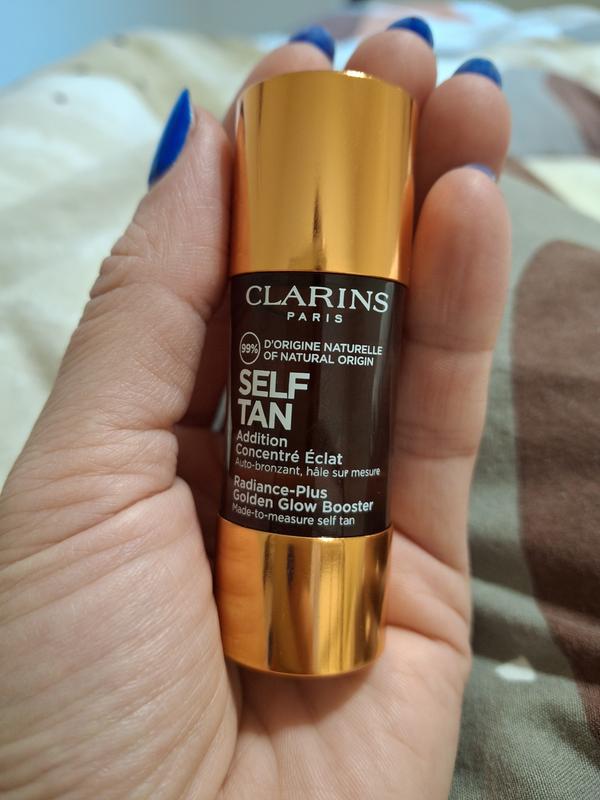 CLARINS
PARIS
99% D'ORIGINE NATURELLE
OF NATURAL ORIGIN
SELF
TAN
Addition
Concentré Éclat
Auto-bronzant, hâle sur mesure
Radiance-Plus
Golden Glow Booster
Made-to-measure self tan